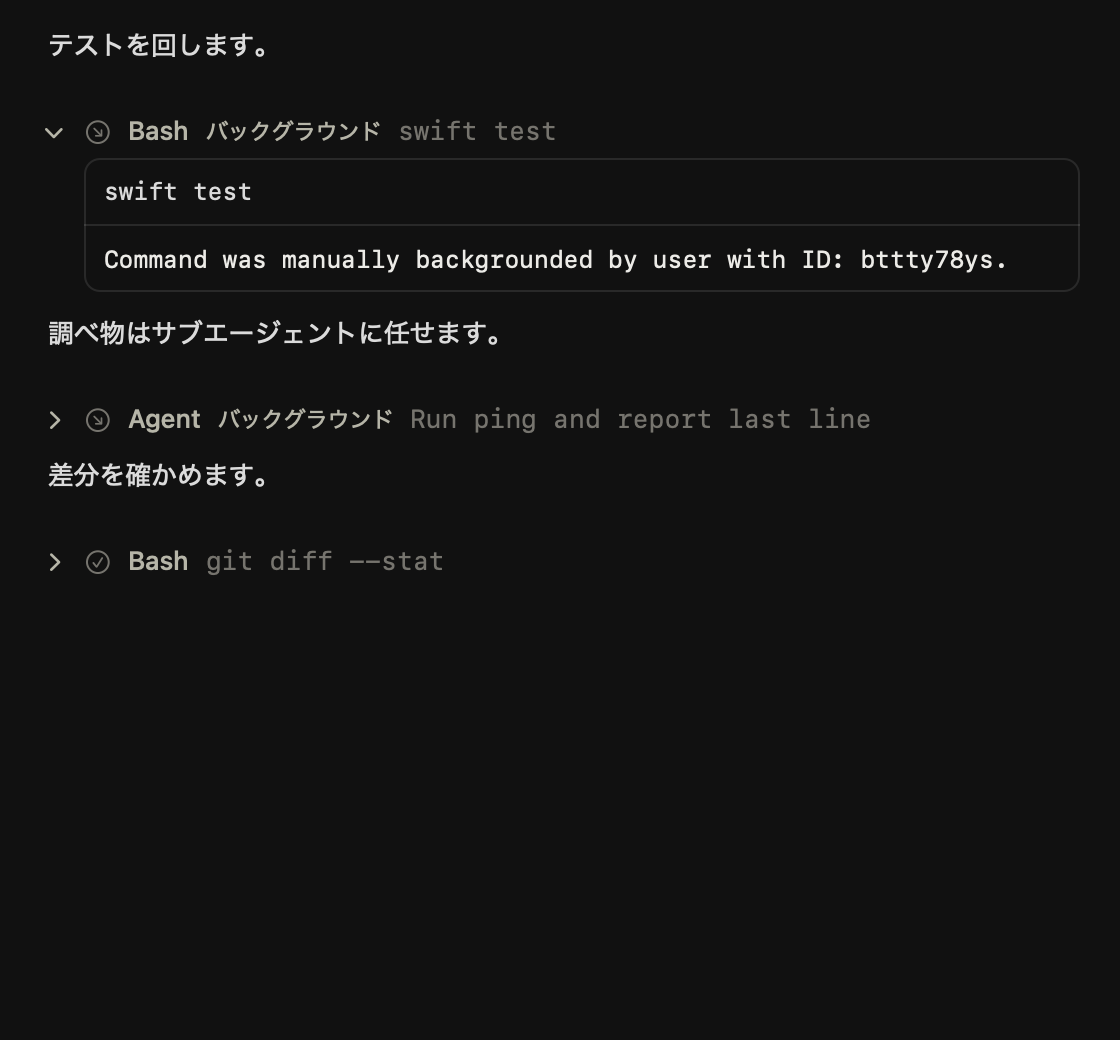 テストを回します。
Bash バックグラウンド swift test
swift test
Command was manually backgrounded by user with ID: bttty78ys.
調べ物はサブエージェントに任せます。
Agent バックグラウンド Run ping and report last line
差分を確かめます。
Bash git diff --stat